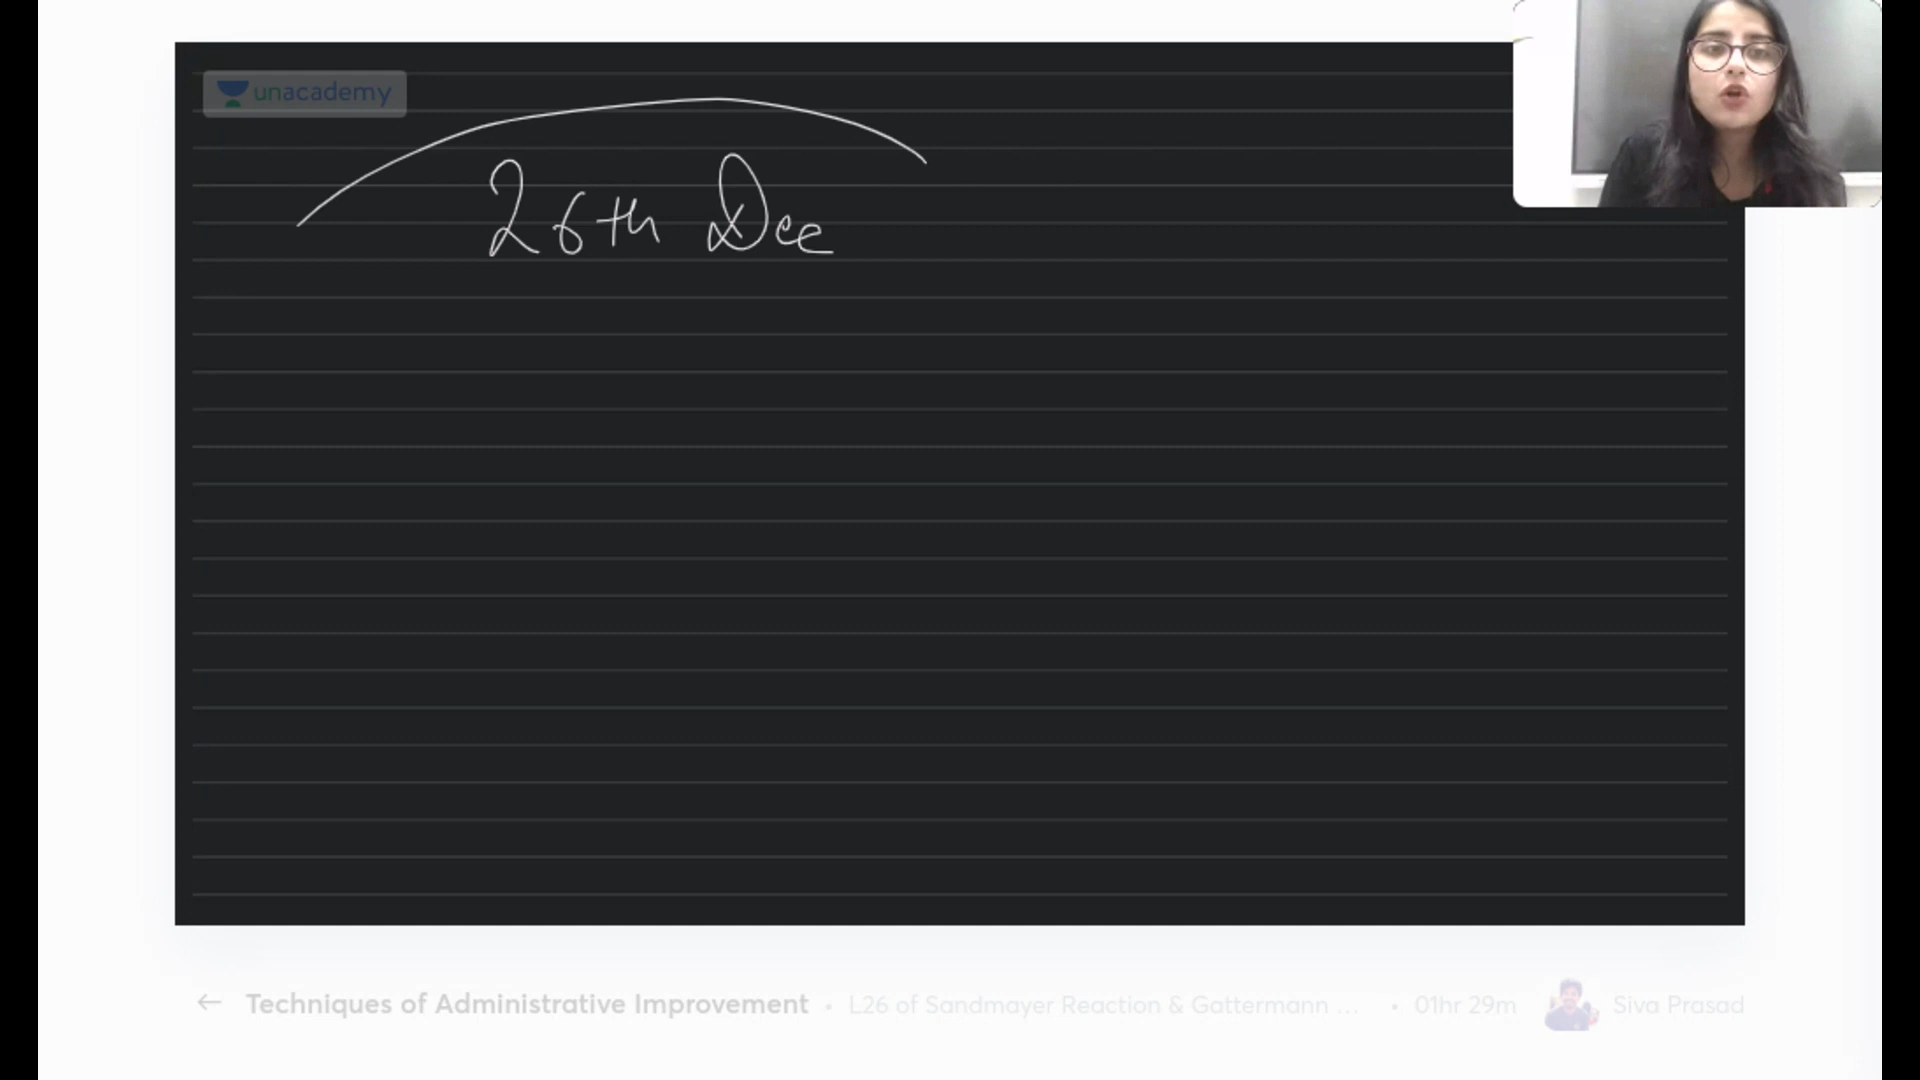 unacademy
26th Dec
Techniques of Administrative Improvement • L26 of Sandmayer Reaction & Gattermann ... • 01hr 29m Siva Prasad